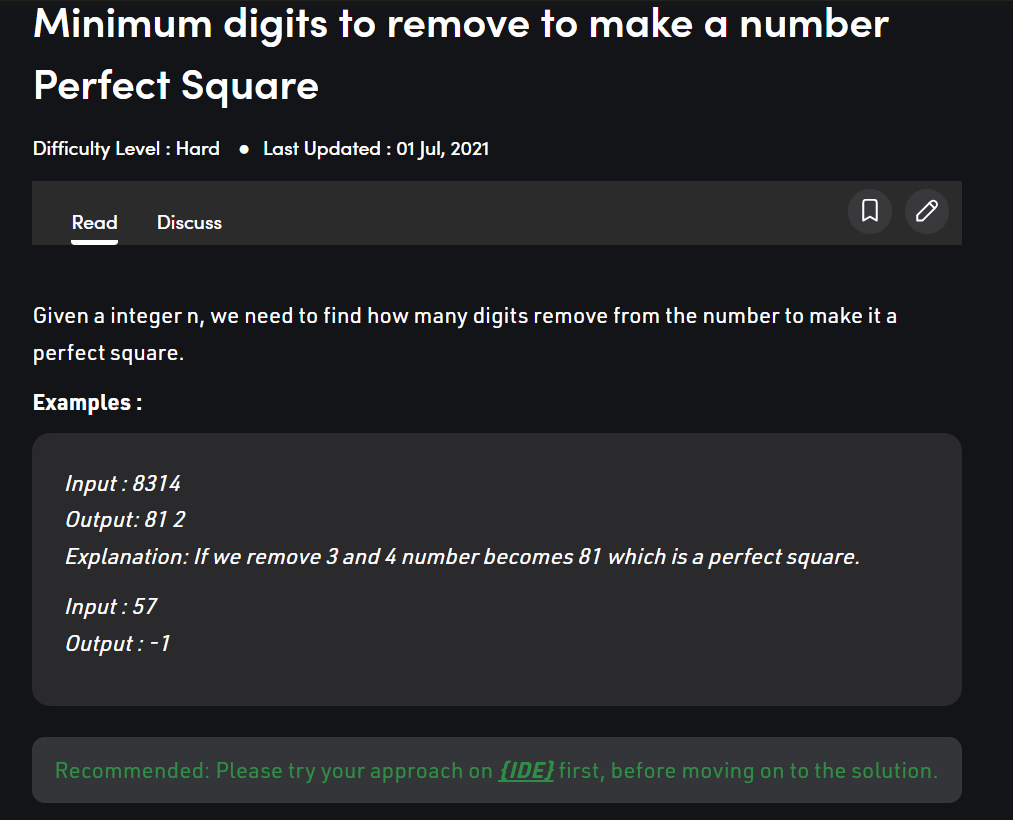 Minimum digits to remove to make a number
Perfect Square
Difficulty Level : Hard ● Last Updated : 01 Jul, 2021
Read Discuss
Given a integer n, we need to find how many digits remove from the number to make it a
perfect square.
Examples :
Input : 8314
Output: 81 2
Explanation: If we remove 3 and 4 number becomes 81 which is a perfect square.
Input : 57
Output : -1
Recommended: Please try your approach on {IDE} first, before moving on to the solution.